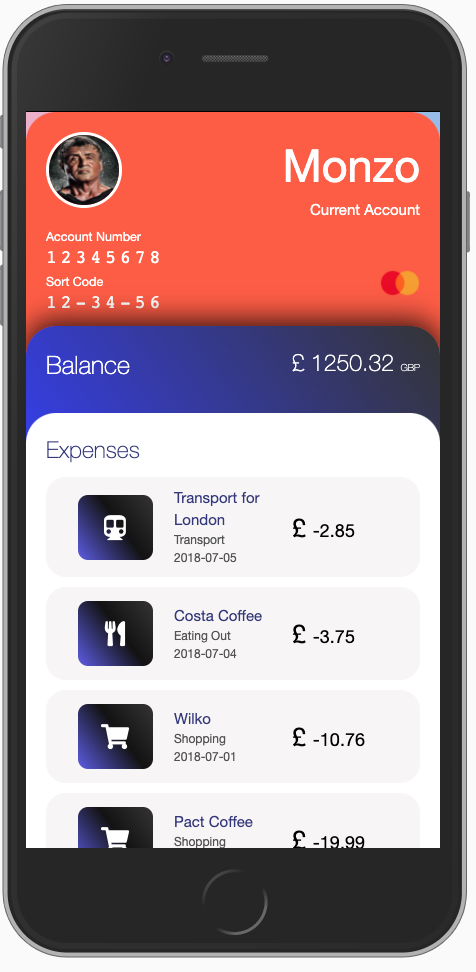 Monzo
Current Account
Account Number
12345678
Sort Code
12-34-56
Balance
£ 1250.32 GBP
Expenses
Transport for
London
Transport
2018-07-05
£ -2.85
Costa Coffee
Eating Out
2018-07-04
£ -3.75
Wilko
Shopping
2018-07-01
£ -10.76
Pact Coffee
Shopping
£ -19.99